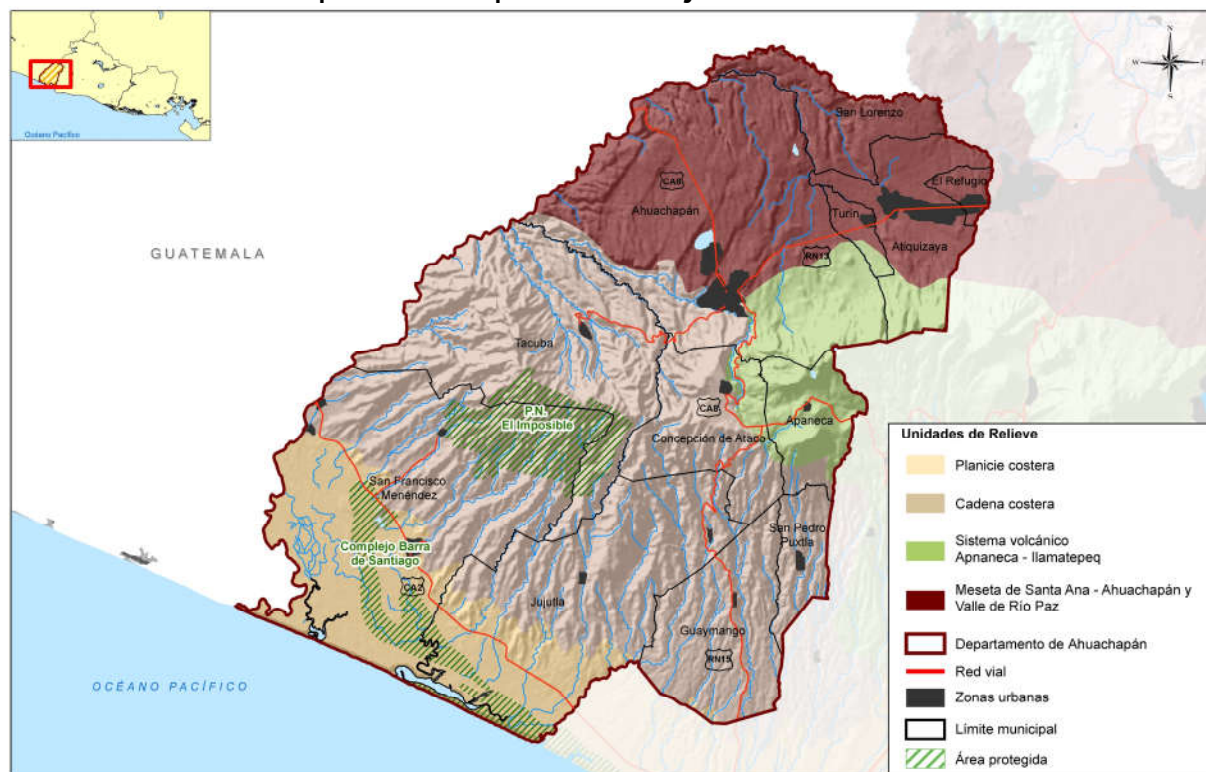 Océano Pacífico
N
W
E
S
San Lorenzo
CA8
El Refugio
Ahuachapán
Turín
Atiquizaya
GUATEMALA
RN13
Tacuba
P.N.
El Imposible
CA8
Apaneca
Concepción de Ataco
San Francisco
Menéndez
San Pedro
Puxtla
Complejo Barra
de Santiago
CA2
Jujutla
Guaymango
RN15
OCÉANO PACÍFICO
Unidades de Relieve
Planicie costera
Cadena costera
Sistema volcánico
Apnaneca - Ilamatepeq
Meseta de Santa Ana - Ahuachapán y
Valle de Río Paz
Departamento de Ahuachapán
Red vial
Zonas urbanas
Límite municipal
Área protegida